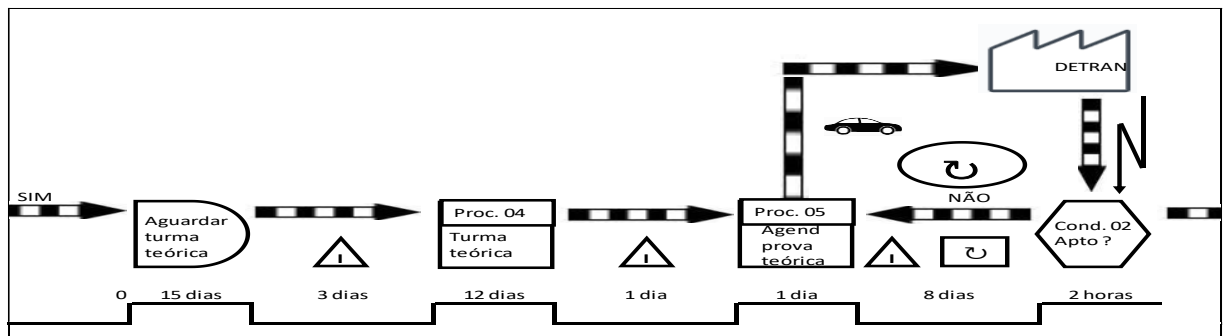 DETRAN
SIM
NÃO
Aguardar
turma
teórica
Proc. 04
Turma
teórica
Proc. 05
Agend
prova
teórica
Cond. 02
Apto ?
I
I
I
0
15 dias
3 dias
12 dias
1 dia
1 dia
8 dias
2 horas